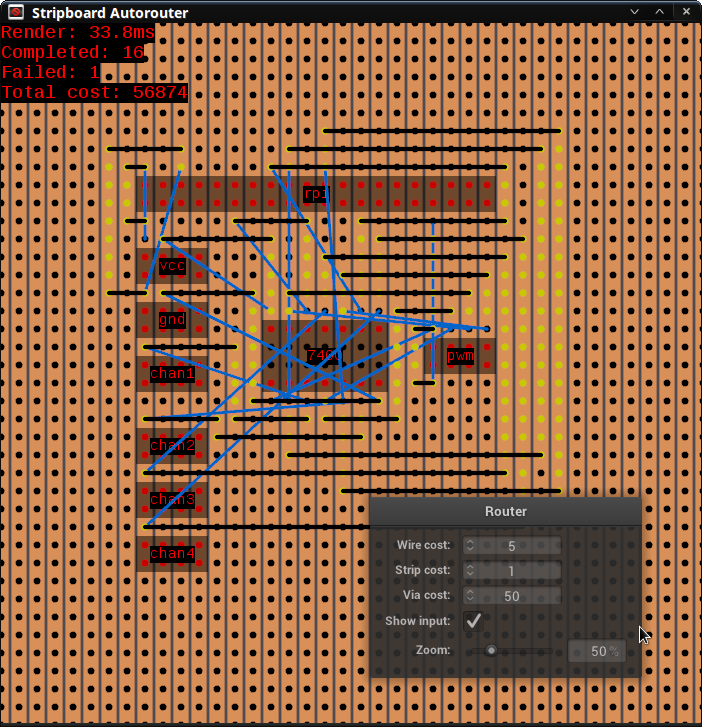 Stripboard Autorouter
Render: 33.8ms
Completed: 16
Failed: 1
Total cost: 56874
rpi
vcc
gnd
7400
pwm
chan1
chan2
chan3
chan4
Router
Wire cost: 5
Strip cost: 1
Via cost: 50
Show input:
Zoom: 50 %